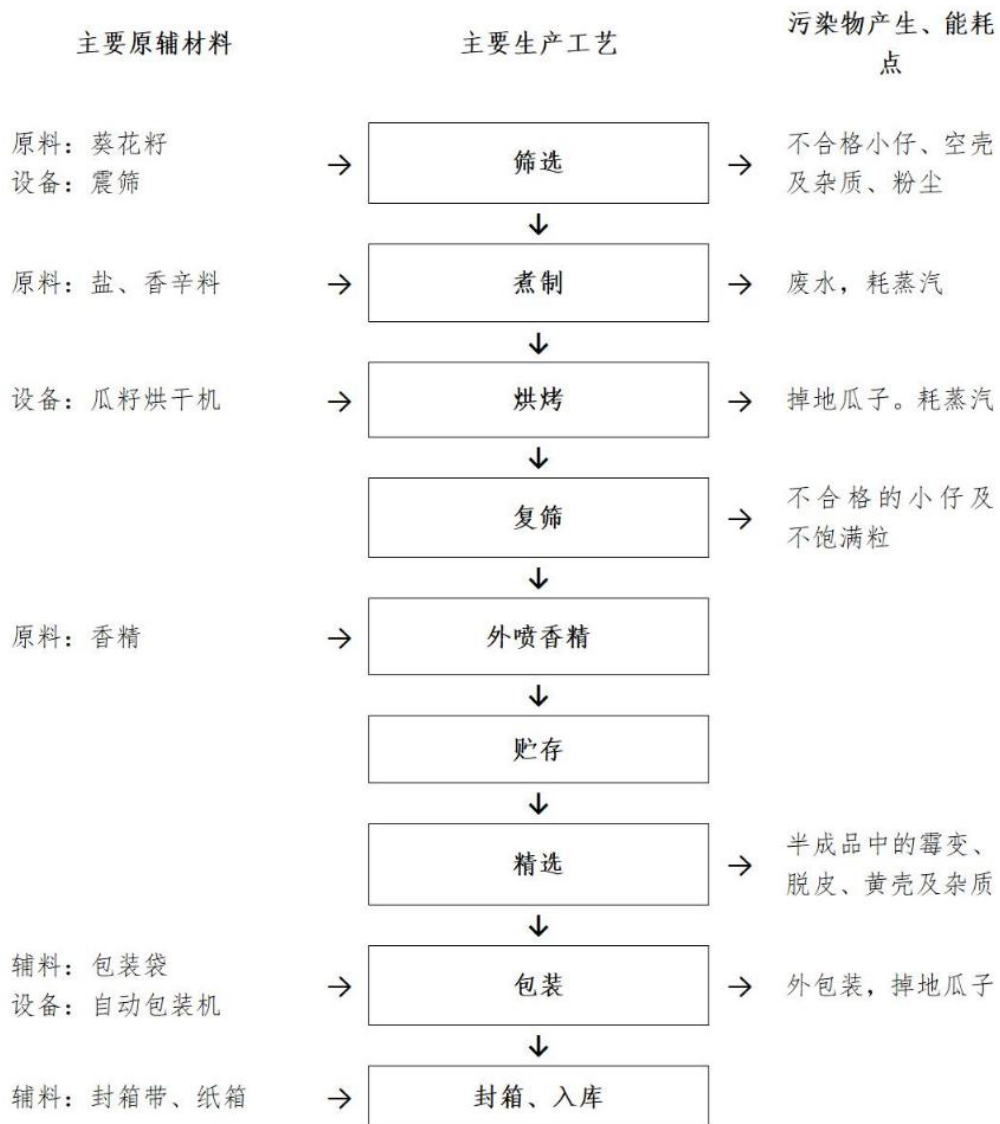 主要原辅材料
主要生产工艺
污染物产生、能耗
点
原料：葵花籽
设备：震筛
→
筛选
→
不合格小仔、空壳
及杂质、粉尘
↓
原料：盐、香辛料
→
煮制
→
废水，耗蒸汽
↓
设备：瓜籽烘干机
→
烘烤
→
掉地瓜子。耗蒸汽
↓
复筛
→
不合格的小仔及
不饱满粒
↓
原料：香精
→
外喷香精
↓
贮存
↓
精选
→
半成品中的霉变、
脱皮、黄壳及杂质
↓
辅料：包装袋
设备：自动包装机
→
包装
→
外包装，掉地瓜子
↓
辅料：封箱带、纸箱
→
封箱、入库